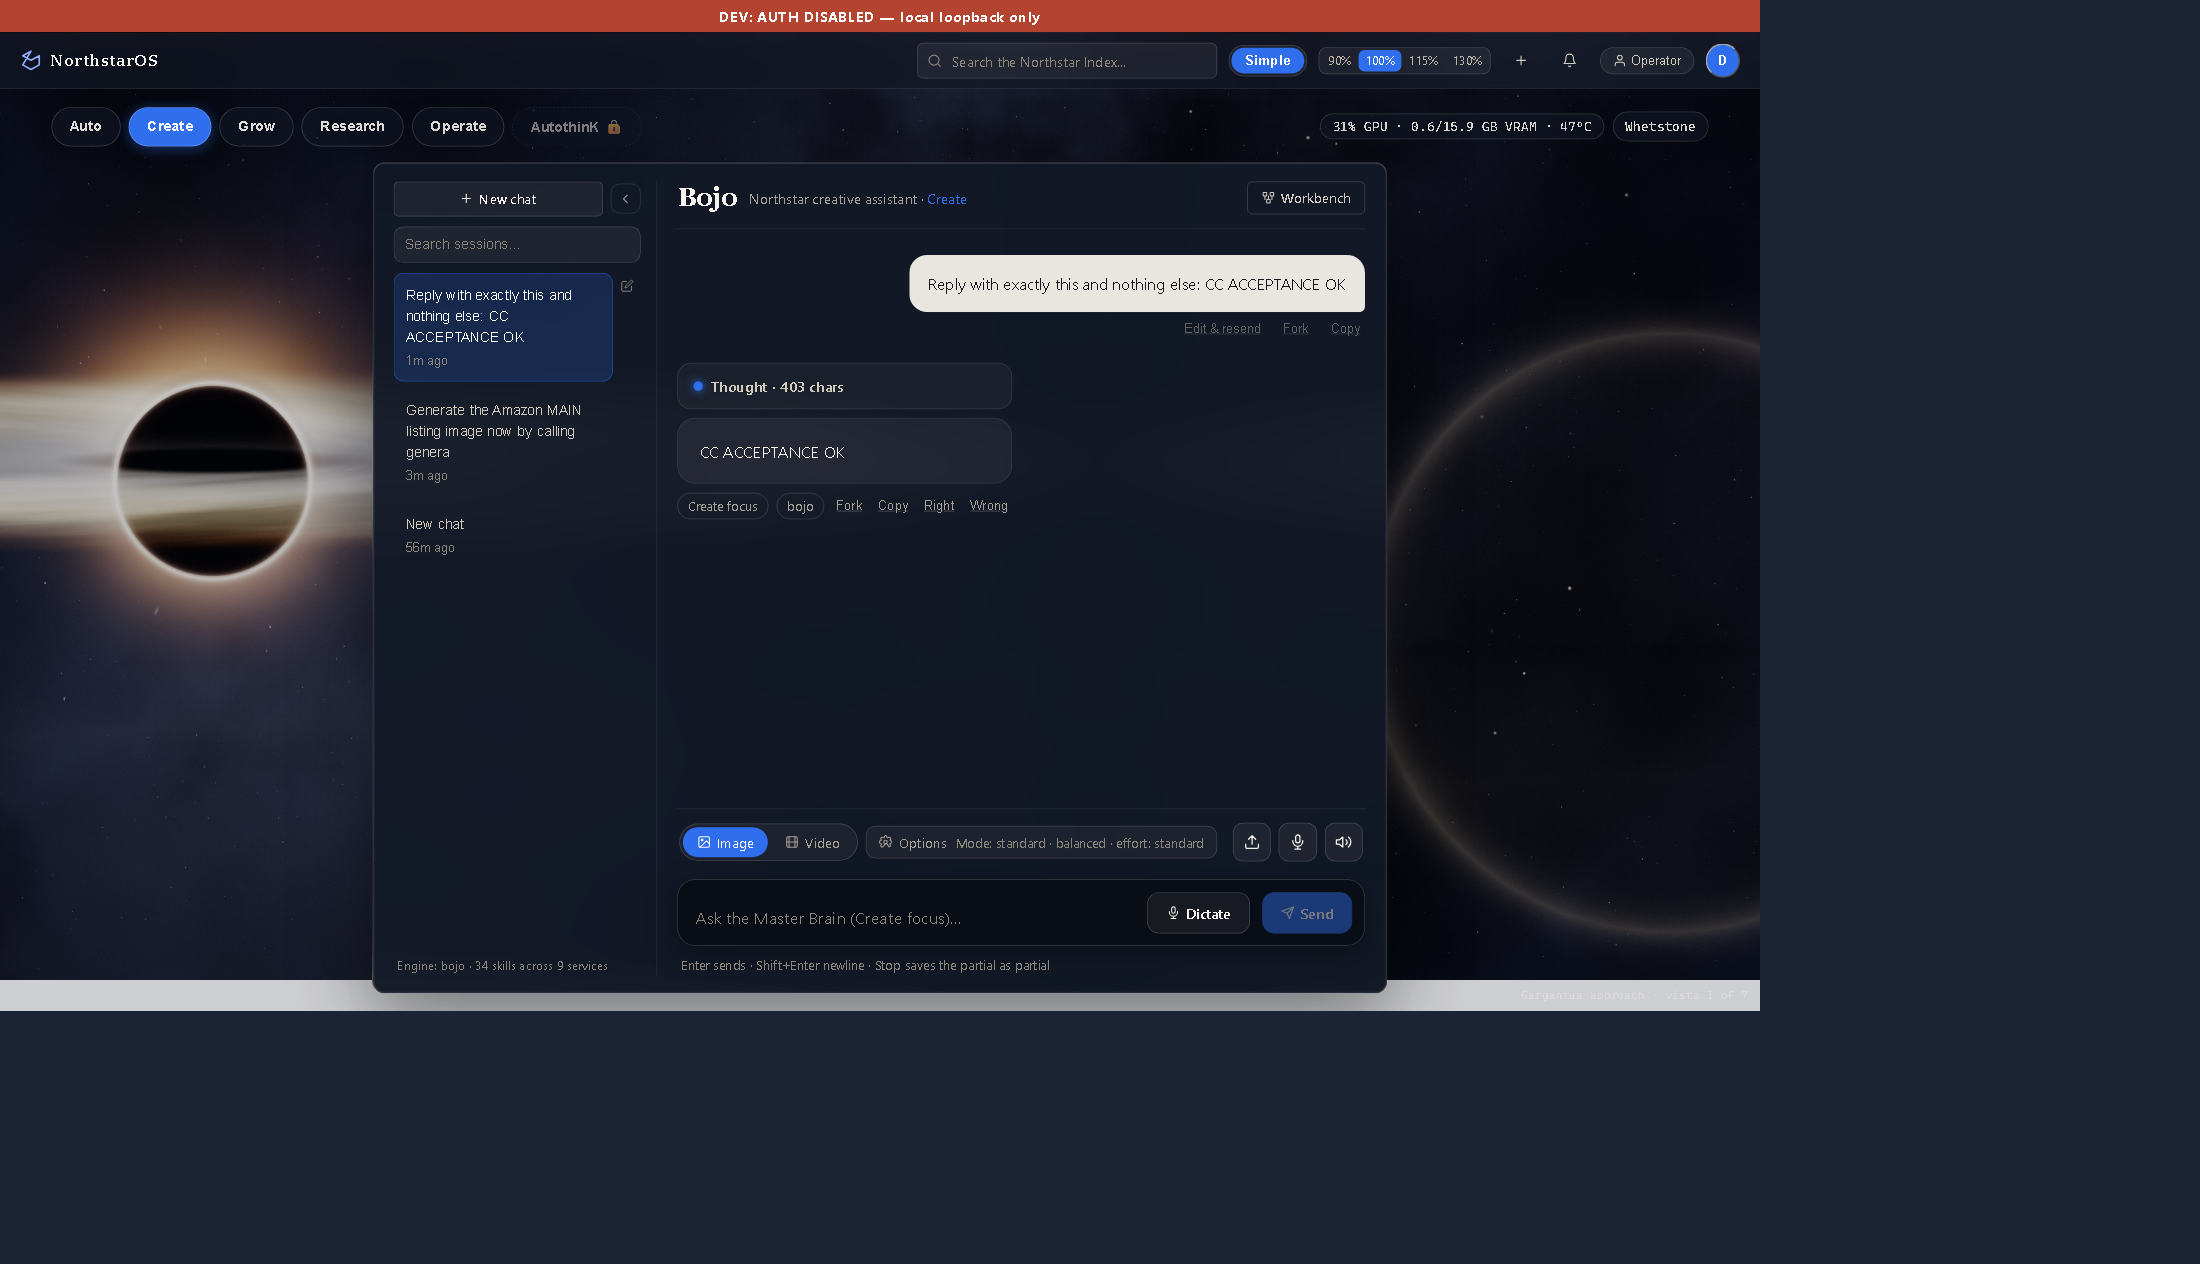 DEV: AUTH DISABLED — local loopback only
NorthstarOS
Search the Northstar Index...
Simple
90% 100% 115% 130%
Operator
D
Auto
Create
Grow
Research
Operate
AutothinK
31% GPU · 0.6/15.9 GB VRAM · 47°C
Whetstone
+ New chat
Search sessions...
Reply with exactly this and
nothing else: CC
ACCEPTANCE OK
1m ago
Generate the Amazon MAIN
listing image now by calling
genera
3m ago
New chat
56m ago
Engine: bojo · 34 skills across 9 services
Bojo Northstar creative assistant · Create
Workbench
Reply with exactly this and nothing else: CC ACCEPTANCE OK
Edit & resend Fork Copy
Thought · 403 chars
CC ACCEPTANCE OK
Create focus bojo Fork Copy Right Wrong
Image Video
Options Mode: standard · balanced · effort: standard
Ask the Master Brain (Create focus)...
Dictate
Send
Enter sends · Shift+Enter newline · Stop saves the partial as partial
Gargantua approach · vista 1 of 7